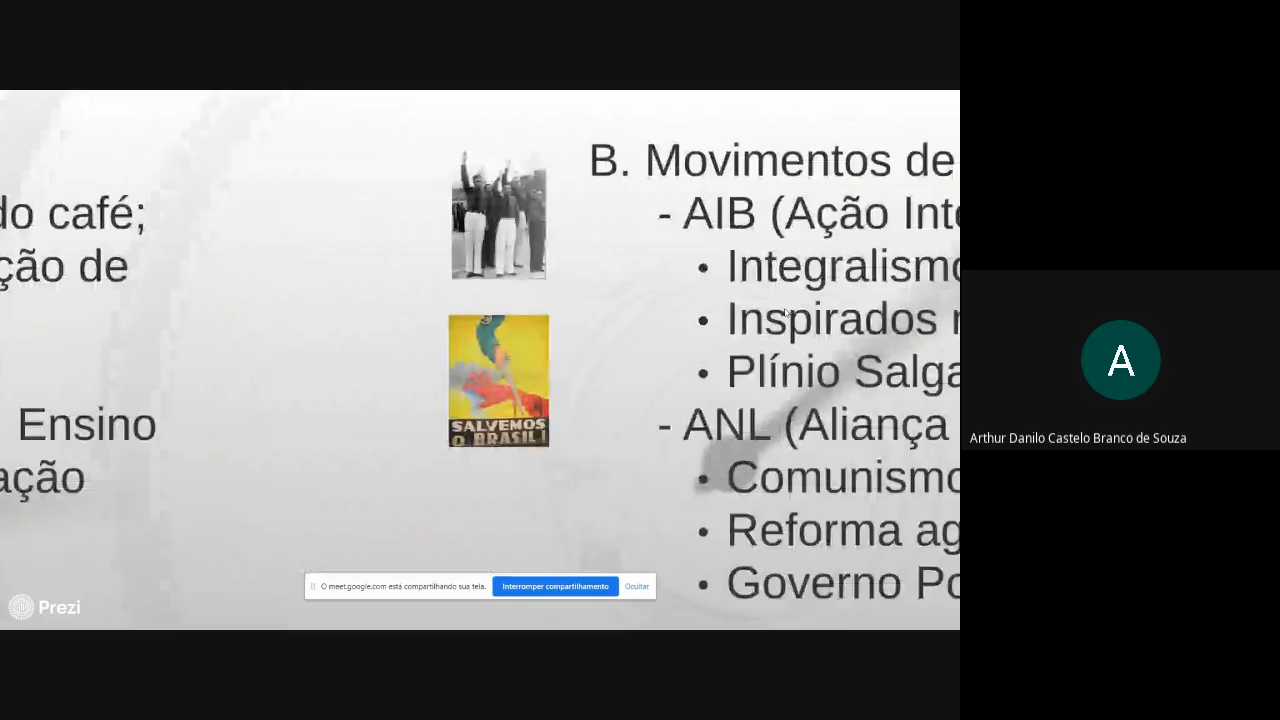 do café;
ção de
Ensino
ação
SALVEMOS
O BRASIL!
B. Movimentos de
- AIB (Ação Inte
• Integralismo
• Inspirados
• Plínio Salga
- ANL (Aliança
• Comunismo
• Reforma ag
• Governo Po
O meet.google.com está compartilhando sua tela.
Interromper compartilhamento
Ocultar
Prezi
A
Arthur Danilo Castelo Branco de Souza